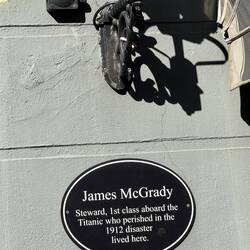 James McGrady
Steward, 1st class aboard the
Titanic who perished in the
1912 disaster
lived here.